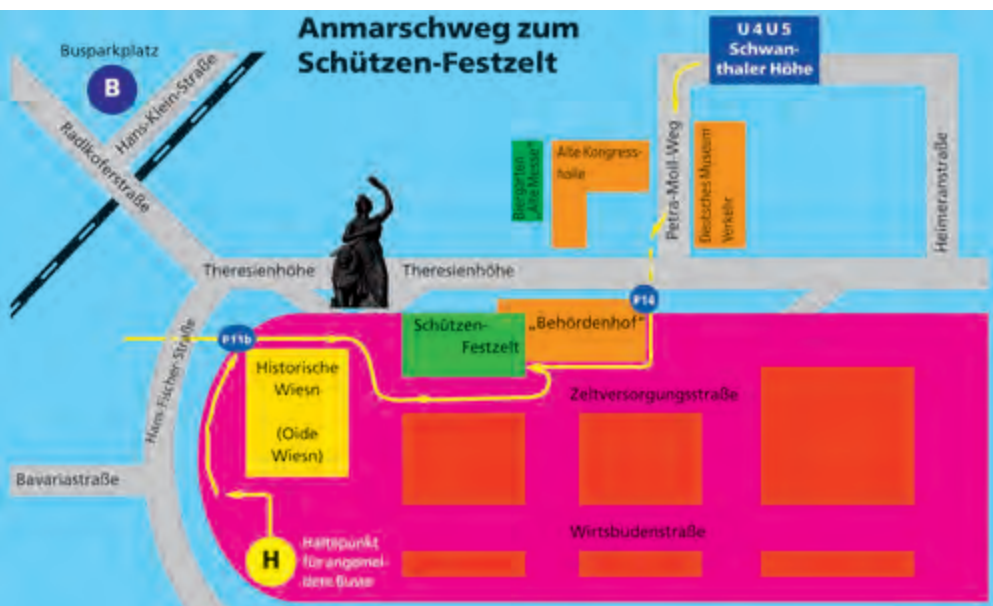 Anmarschweg zum
Schützen-Festzelt
Busparkplatz
B
Hans-Klein-Straße
Radlkoferstraße
U 4 U 5
Schwan-
thaler Höhe
Biergarten
„Alte Messe“
Alte Kongress-
halle
Petra-Moll-Weg
Deutsches Museum
Verkehr
Heimeranstraße
Theresienhöhe
Theresienhöhe
P14
P11b
Schützen-
Festzelt
„Behördenhof“
Hans-Fischer-Straße
Historische
Wiesn
(Oide
Wiesn)
Zeltversorgungsstraße
Bavariastraße
Wirtsbudenstraße
H
Haltepunkt
für angemel-
dete Busse